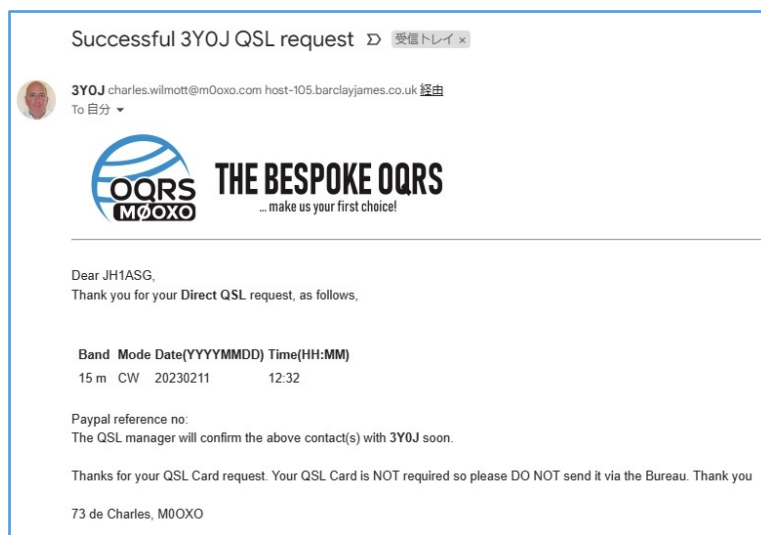 Successful 3Y0J QSL request 受信トレイ ×
3Y0J charles.wilmott@m0oxo.com host-105.barclayjames.co.uk 経由
To 自分
OQRS
MØOXO
THE BESPOKE OQRS
... make us your first choice!
Dear JH1ASG,
Thank you for your Direct QSL request, as follows,
Band Mode Date(YYYYMMDD) Time(HH:MM)
15 m CW 20230211 12:32
Paypal reference no:
The QSL manager will confirm the above contact(s) with 3Y0J soon.
Thanks for your QSL Card request. Your QSL Card is NOT required so please DO NOT send it via the Bureau. Thank you
73 de Charles, M0OXO